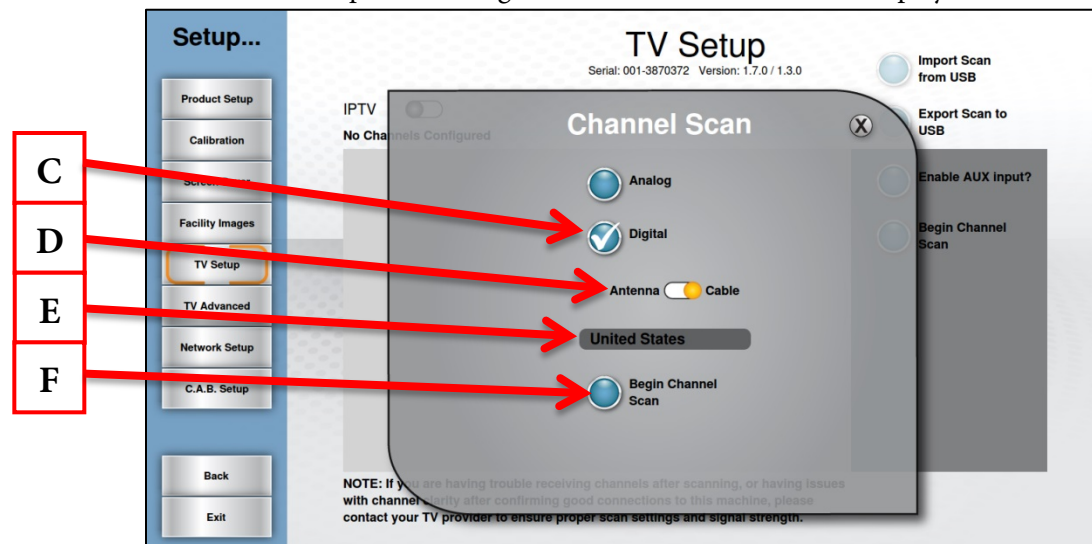 Setup...
TV Setup
Serial: 001-3870372 Version: 1.7.0 / 1.3.0
Import Scan
from USB
Export Scan to
USB
Enable AUX input?
Begin Channel
Scan
Product Setup
Calibration
Facility Images
TV Setup
TV Advanced
Network Setup
C.A.B. Setup
Back
Exit
IPTV
No Channels Configured
Channel Scan
X
Analog
Digital
Antenna Cable
United States
Begin Channel
Scan
C
D
E
F
NOTE: If you are having trouble receiving channels after scanning, or having issues
with channel clarity after confirming good connections to this machine, please
contact your TV provider to ensure proper scan settings and signal strength.